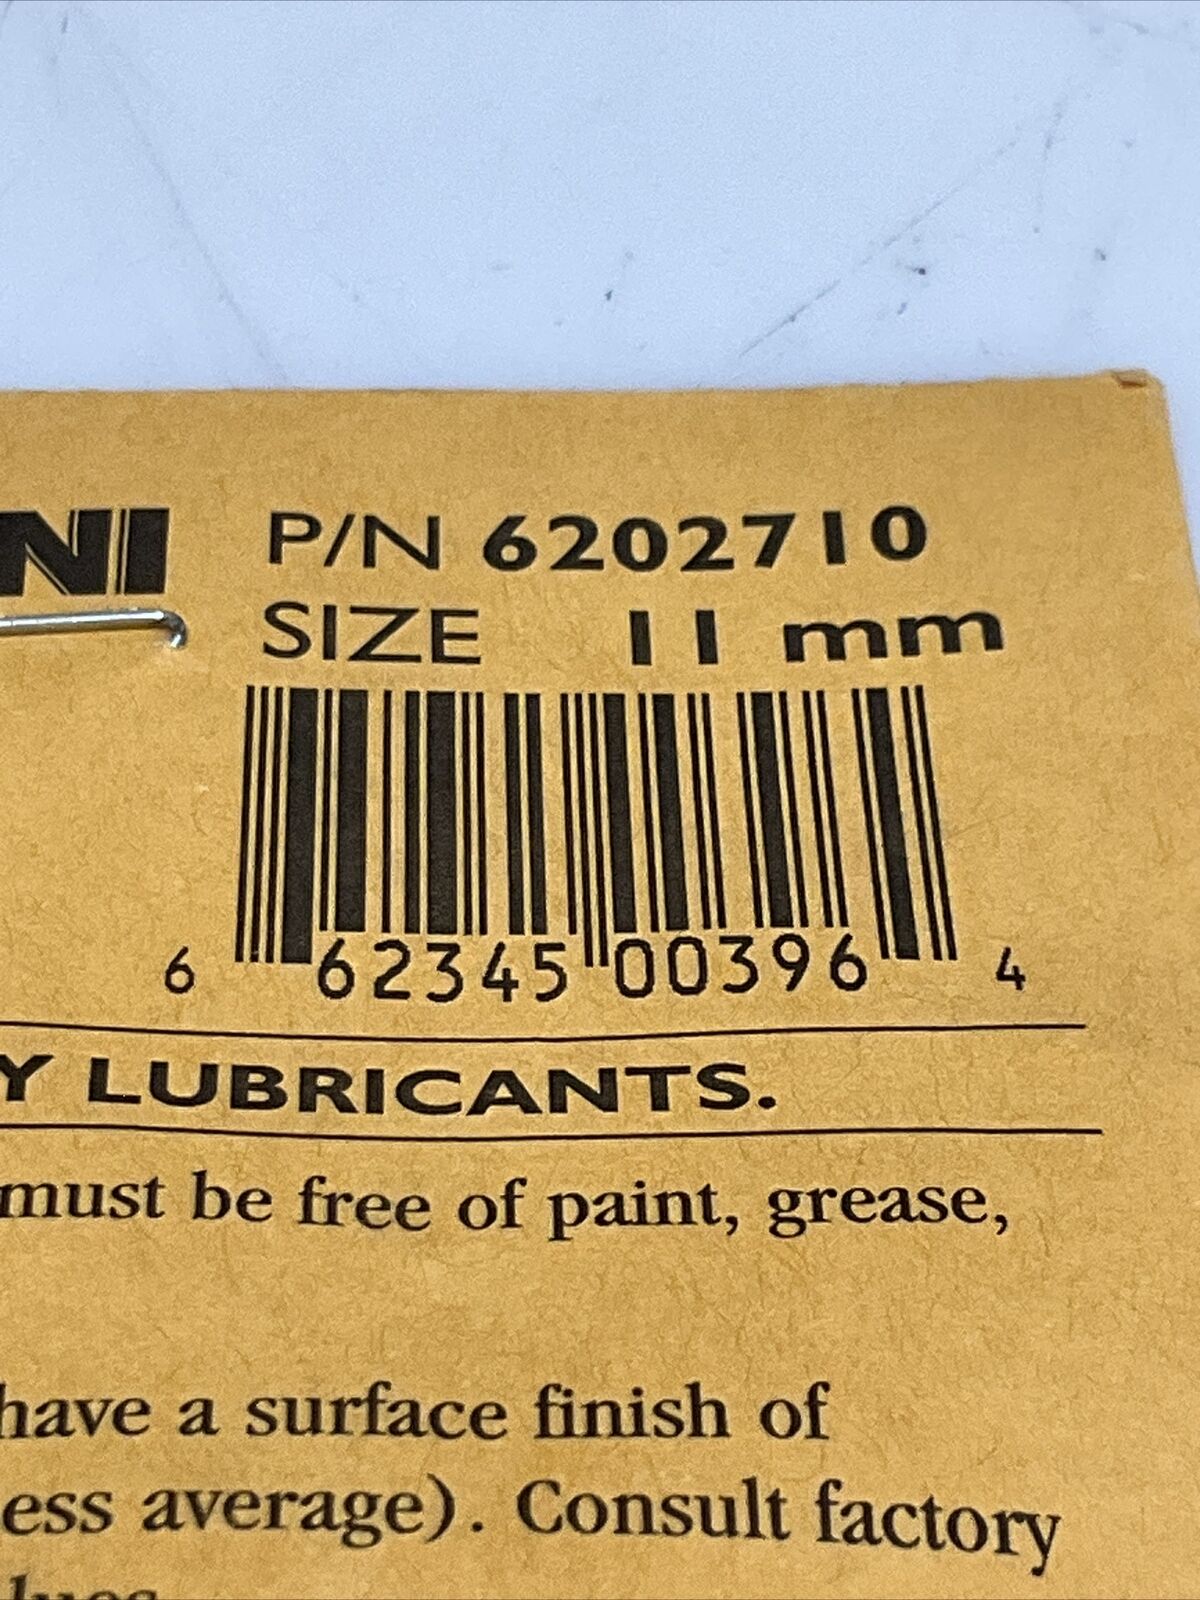 NI P/N 6202710
SIZE 11 mm
6 62345 00396 4
Y LUBRICANTS.
must be free of paint, grease,
have a surface finish of
ess average). Consult factory